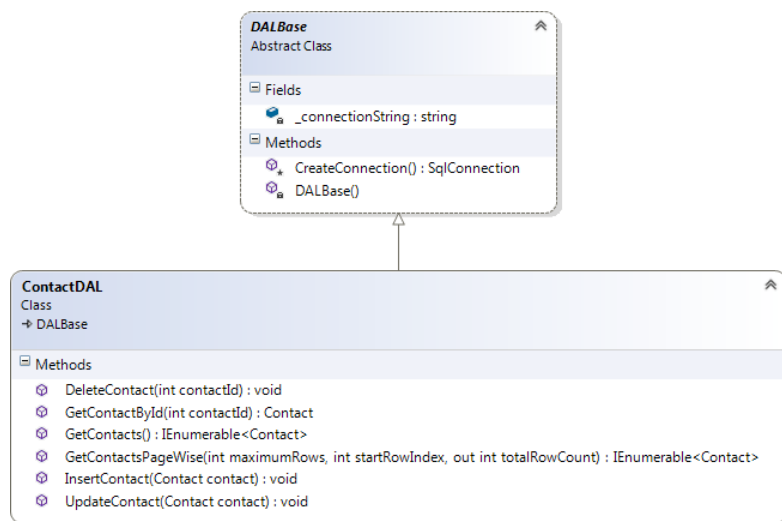 DALBase
Abstract Class
Fields
_connectionString : string
Methods
CreateConnection() : SqlConnection
DALBase()
ContactDAL
Class
DALBase
Methods
DeleteContact(int contactId) : void
GetContactById(int contactId) : Contact
GetContacts() : IEnumerable<Contact>
GetContactsPageWise(int maximumRows, int startRowIndex, out int totalRowCount) : IEnumerable<Contact>
InsertContact(Contact contact) : void
UpdateContact(Contact contact) : void